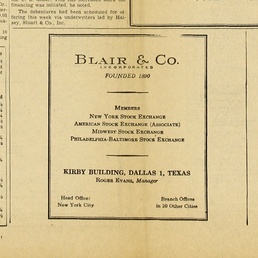 financing was initiated, he noted.
The debentures had been scheduled for of-
fering this week via underwriters led by Hal-
sey, Stuart & Co., Inc.
BLAIR & CO.
INCORPORATED
FOUNDED 1890
MEMBERS
NEW YORK STOCK EXCHANGE
AMERICAN STOCK EXCHANGE (ASSOCIATE)
MIDWEST STOCK EXCHANGE
PHILADELPHIA-BALTIMORE STOCK EXCHANGE
KIRBY BUILDING, DALLAS 1, TEXAS
ROGER EVANS, Manager
Head Office:
New York City
Branch Offices
in 20 Other Cities